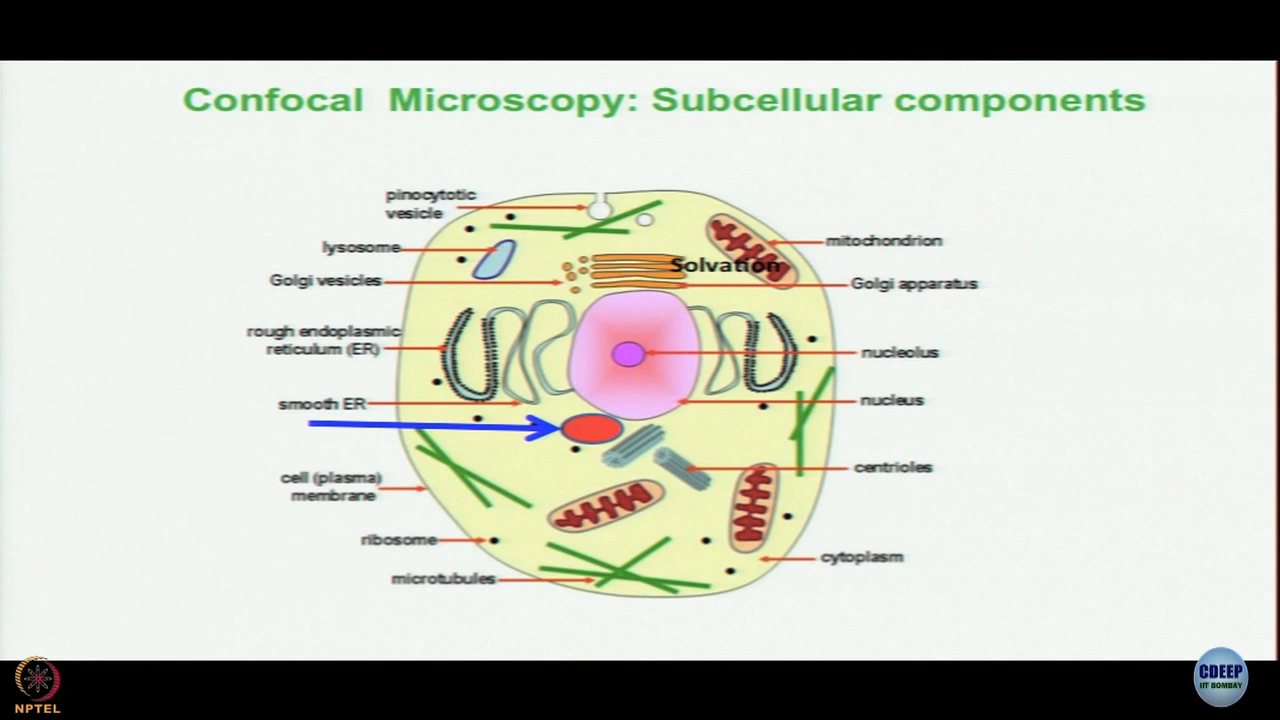 Confocal Microscopy: Subcellular components
pinocytotic
vesicle
lysosome
Golgi vesicles
rough endoplasmic
reticulum (ER)
smooth ER
cell (plasma)
membrane
ribosome
microtubules
Solvation
mitochondrion
Golgi apparatus
nucleolus
nucleus
centrioles
cytoplasm
NPTEL
CDEEP
IIT BOMBAY